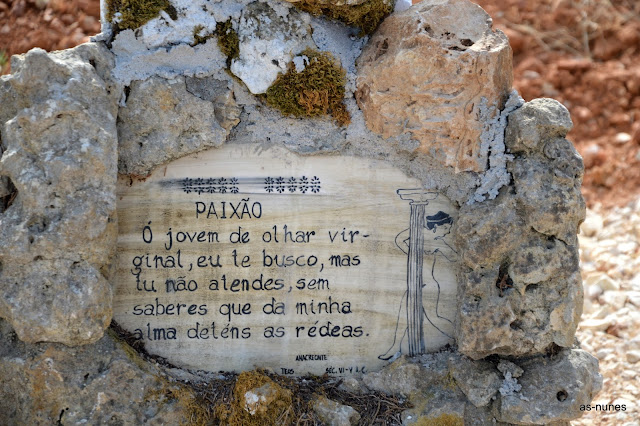 PAIXÃO
Ó jovem de olhar vir-
ginal, eu te busco, mas
tu não atendes, sem
saberes que da minha
alma deténs as rédeas.
ANACREONTE
TEOS SÉC. VI-V A.C.
as-nunes